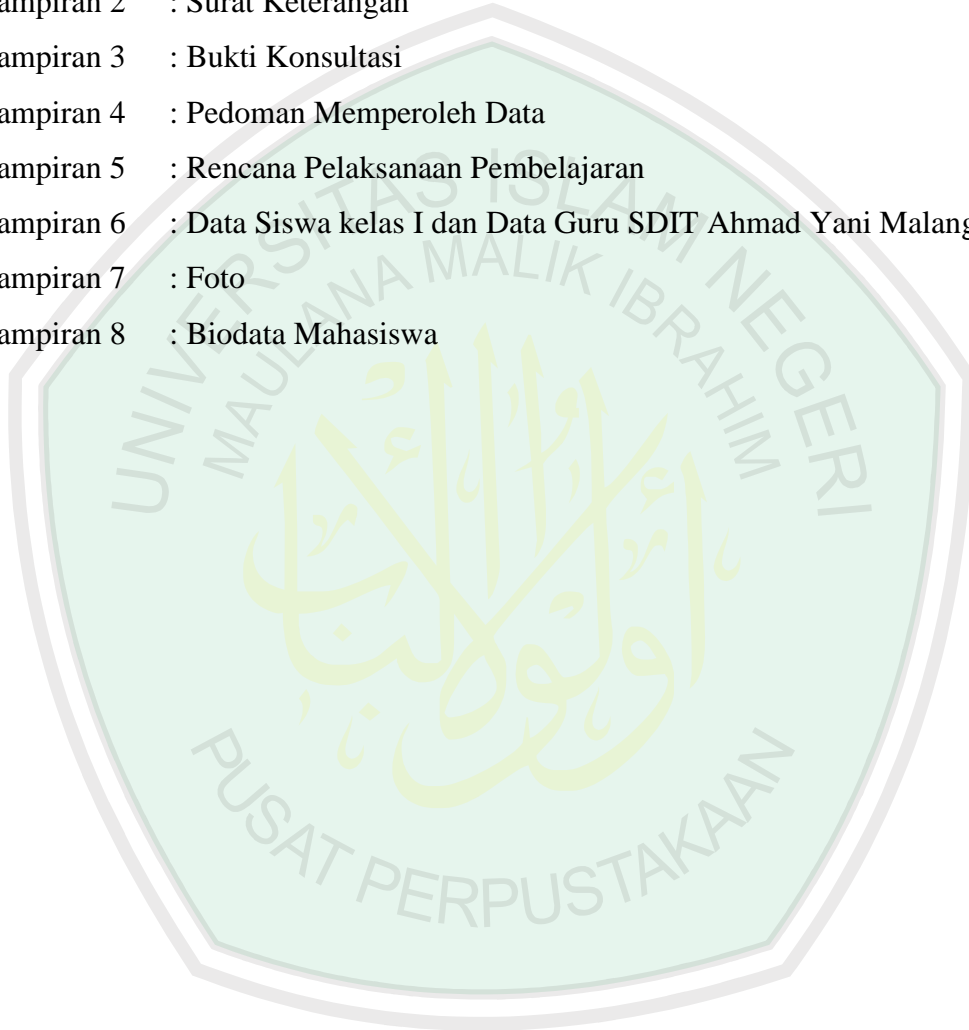 ampiran 2 : Surat Keterangan
ampiran 3 : Bukti Konsultasi
ampiran 4 : Pedoman Memperoleh Data
ampiran 5 : Rencana Pelaksanaan Pembelajaran
ampiran 6 : Data Siswa kelas I dan Data Guru SDIT Ahmad Yani Malang
ampiran 7 : Foto
ampiran 8 : Biodata Mahasiswa
UNIVERSITAS ISLAM NEGERI
MAULANA MALIK IBRAHIM
PUSAT PERPUSTAKAAN